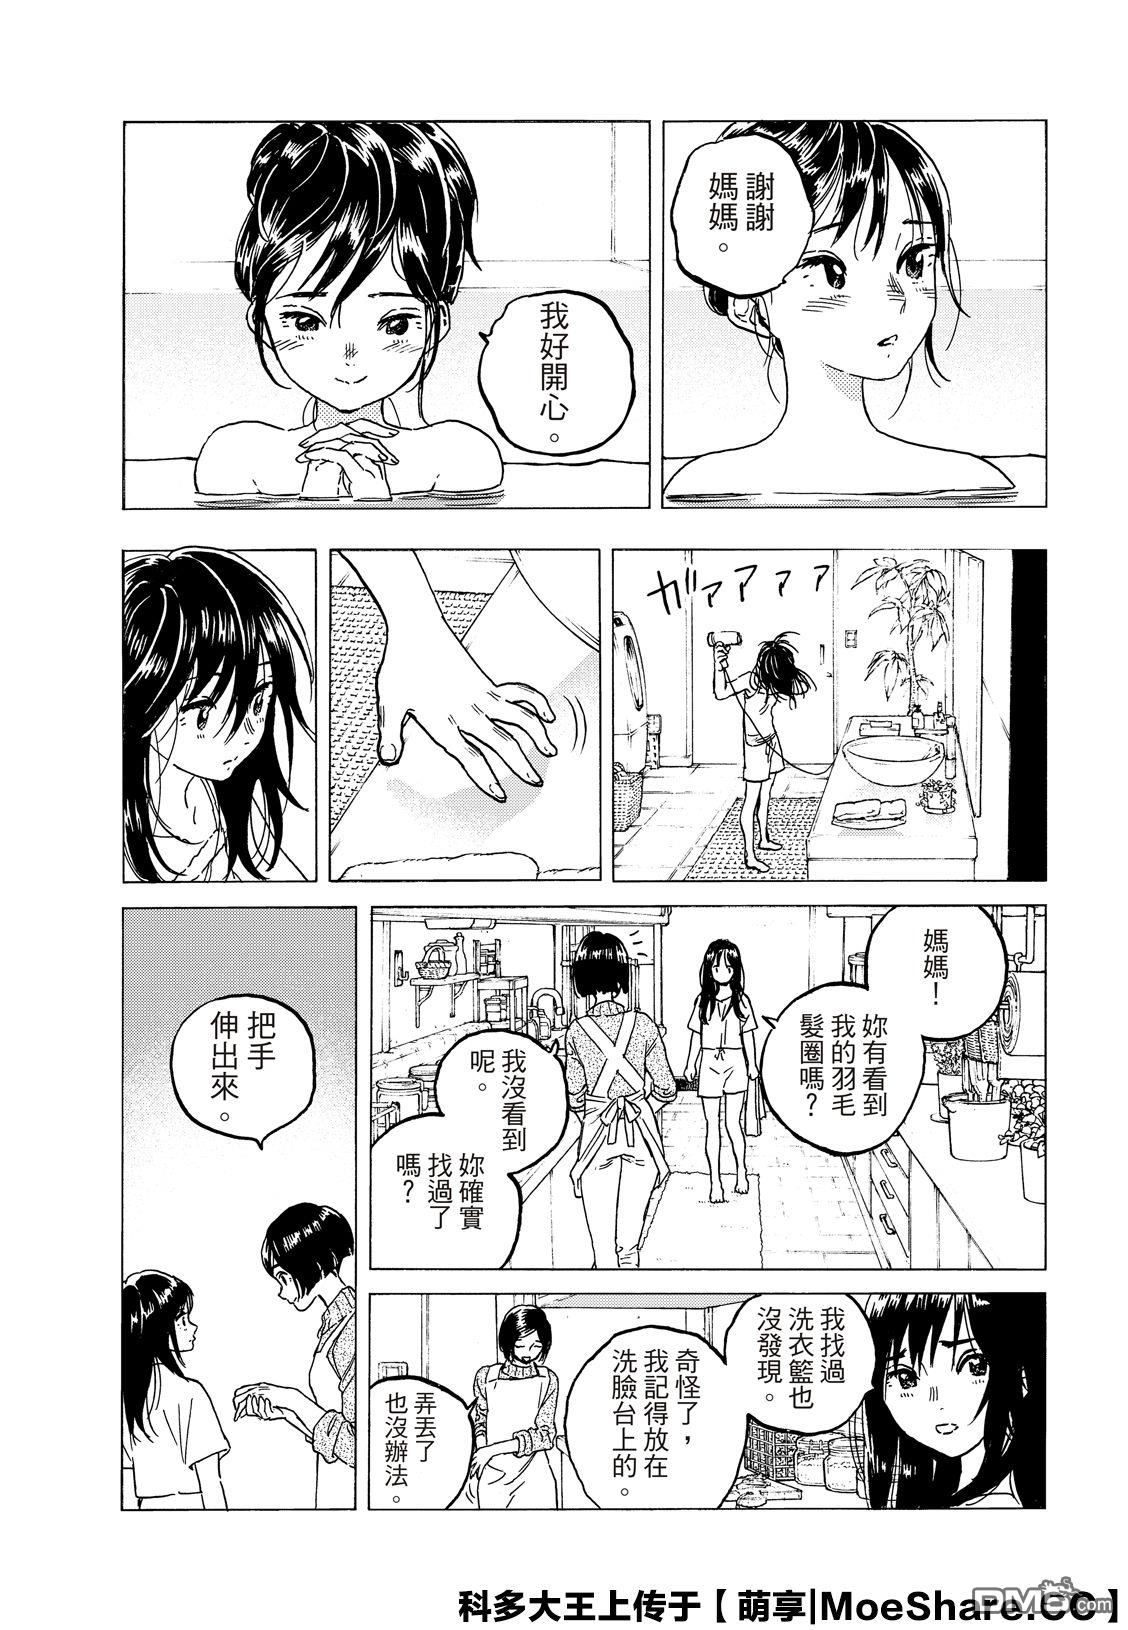 謝謝
媽媽。
我好開心。
ガァァァァ
媽媽！
妳有看到
我的羽毛
髮圈嗎？
我沒看到
呢。
妳確實
找過了
嗎？
把手
伸出來。
我找過
洗衣籃也
沒發現。
奇怪了，
我記得放在
洗臉台上的。
弄丟了
也沒辦法。
科多大王上传于【萌享|MoeShare.CC】